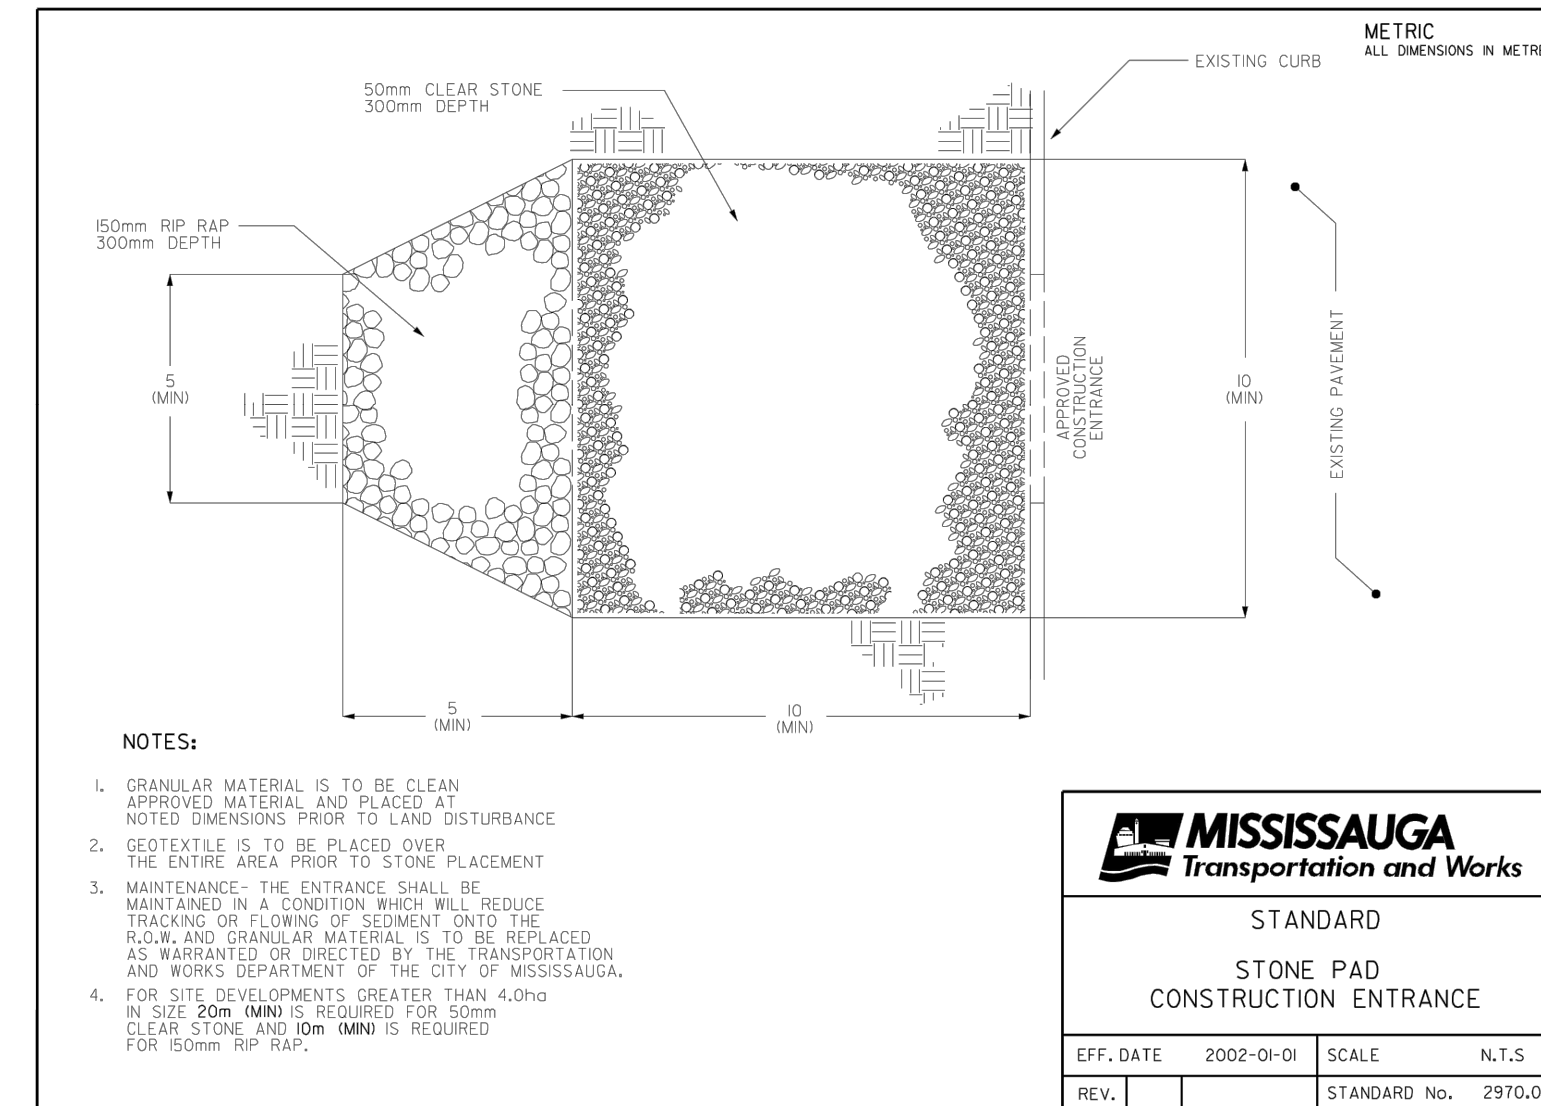 METRIC
ALL DIMENSIONS IN METRE
EXISTING CURB
50mm CLEAR STONE
300mm DEPTH
150mm RIP RAP
300mm DEPTH
5
(MIN)
APPROVED
CONSTRUCTION
ENTRANCE
10
(MIN)
EXISTING PAVEMENT
5
(MIN)
10
(MIN)
NOTES:
1. GRANULAR MATERIAL IS TO BE CLEAN
APPROVED MATERIAL AND PLACED AT
NOTED DIMENSIONS PRIOR TO LAND DISTURBANCE
2. GEOTEXTILE IS TO BE PLACED OVER
THE ENTIRE AREA PRIOR TO STONE PLACEMENT
3. MAINTENANCE- THE ENTRANCE SHALL BE
MAINTAINED IN A CONDITION WHICH WILL REDUCE
TRACKING OR FLOWING OF SEDIMENT ONTO THE
R.O.W. AND GRANULAR MATERIAL IS TO BE REPLACED
AS WARRANTED OR DIRECTED BY THE TRANSPORTATION
AND WORKS DEPARTMENT OF THE CITY OF MISSISSAUGA.
4. FOR SITE DEVELOPMENTS GREATER THAN 4.0ha
IN SIZE 20m (MIN) IS REQUIRED FOR 50mm
CLEAR STONE AND 10m (MIN) IS REQUIRED
FOR 150mm RIP RAP.
MISSISSAUGA
Transportation and Works
STANDARD
STONE PAD
CONSTRUCTION ENTRANCE
EFF. DATE 2002-01-01 SCALE N.T.S
REV. STANDARD No. 2970.0